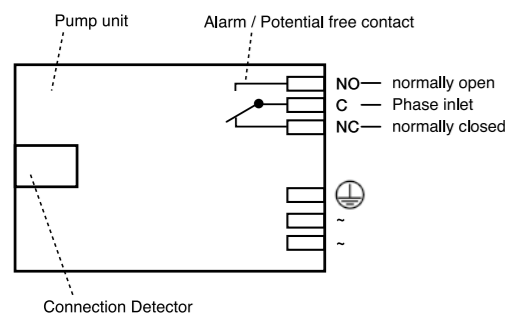 Pump unit
Alarm / Potential free contact
NO — normally open
C — Phase inlet
NC — normally closed
~
~
Connection Detector